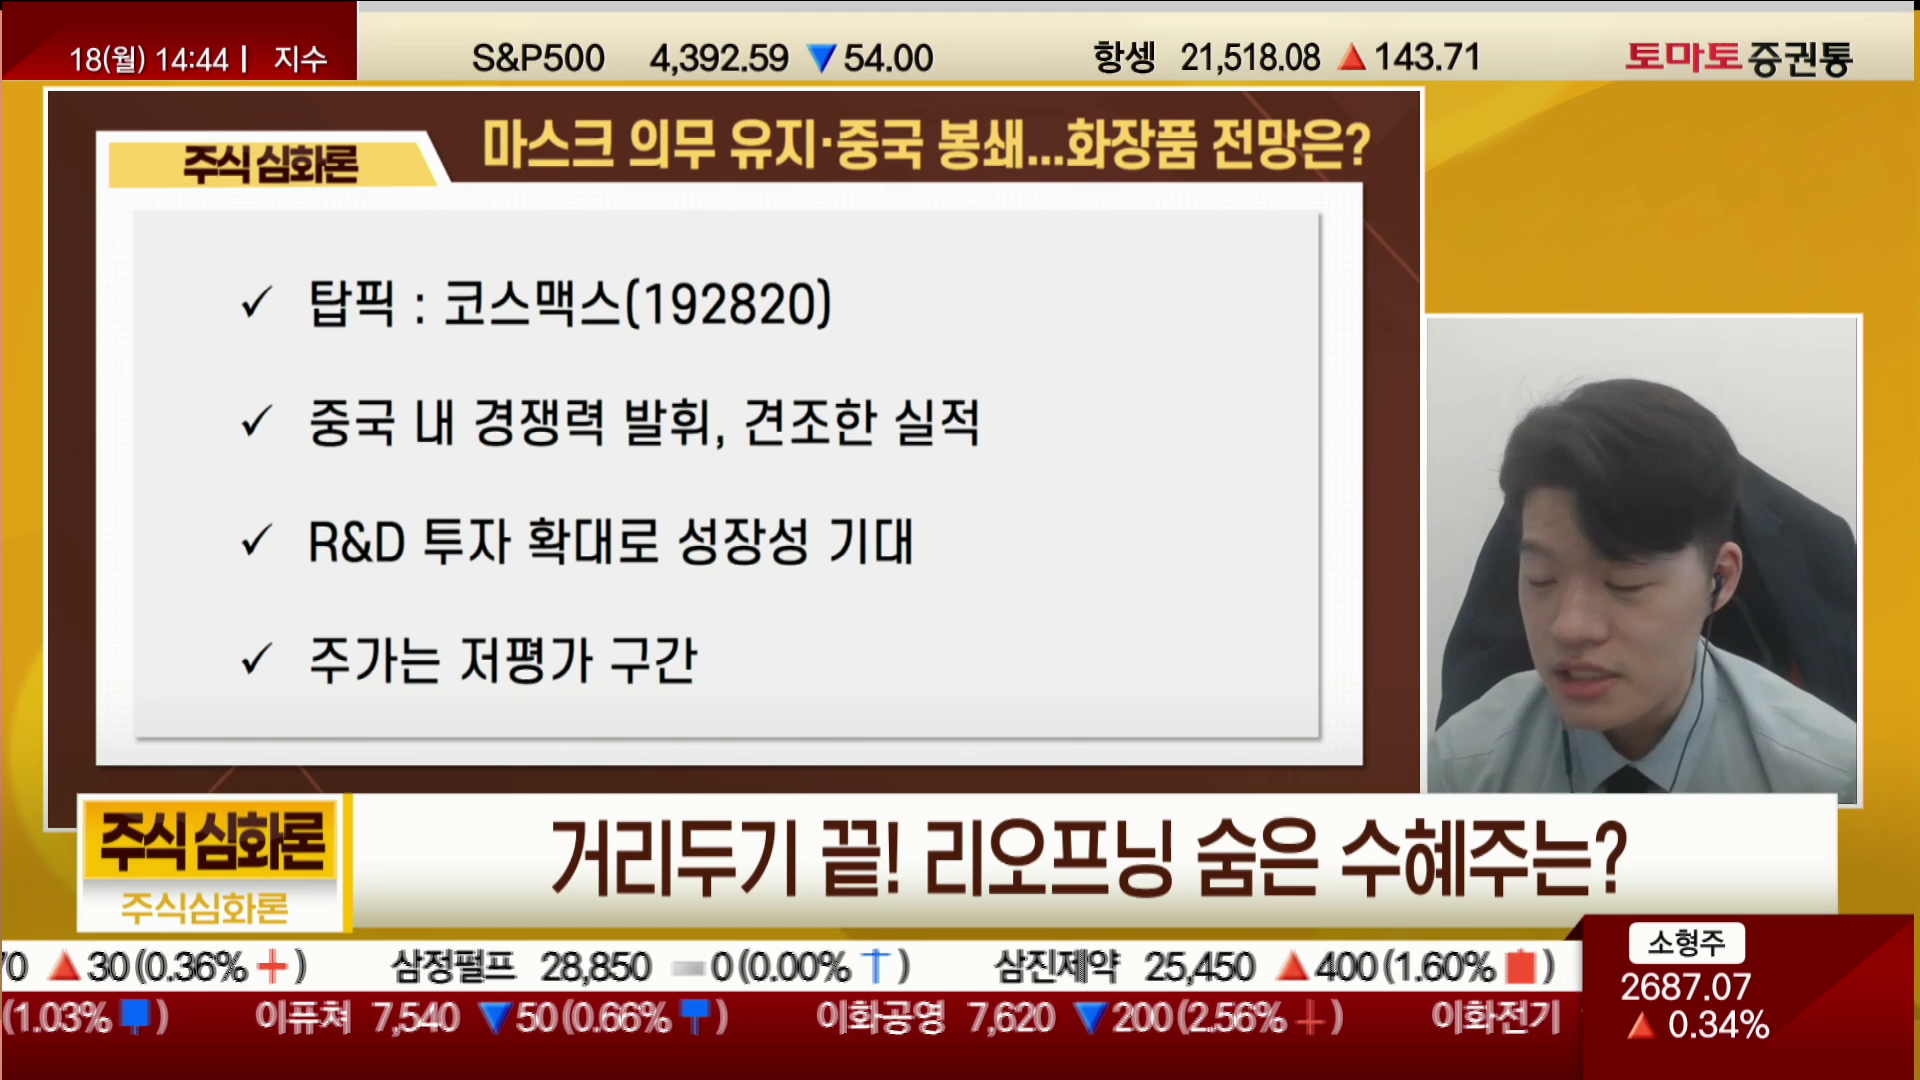 18(월) 14:44 | 지수 S&P500 4,392.59 ▼ 54.00 항셍 21,518.08 ▲ 143.71 토마토증권통
마스크 의무 유지·중국 봉쇄...화장품 전망은?
주식 심화론
✓ 탑픽 : 코스맥스(192820)
✓ 중국 내 경쟁력 발휘, 견조한 실적
✓ R&D 투자 확대로 성장성 기대
✓ 주가는 저평가 구간
주식 심화론
주식심화론
거리두기 끝! 리오프닝 숨은 수혜주는?
70 ▲ 30(0.36% ) 삼정펄프 28,850 0(0.00% ) 삼진제약 25,450 ▲ 400(1.60% )
(1.03% ) 이퓨쳐 7,540 ▼ 50(0.66% ) 이화공영 7,620 ▼ 200(2.56% ) 이화전기
소형주
2687.07
▲ 0.34%